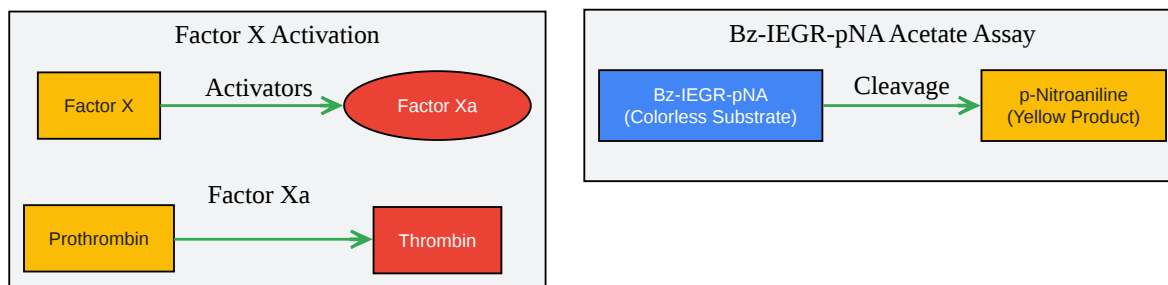 Factor X Activation
Factor X
Activators
Factor Xa
Prothrombin
Factor Xa
Thrombin
Bz-IEGR-pNA Acetate Assay
Bz-IEGR-pNA
(Colorless Substrate)
Cleavage
p-Nitroaniline
(Yellow Product)